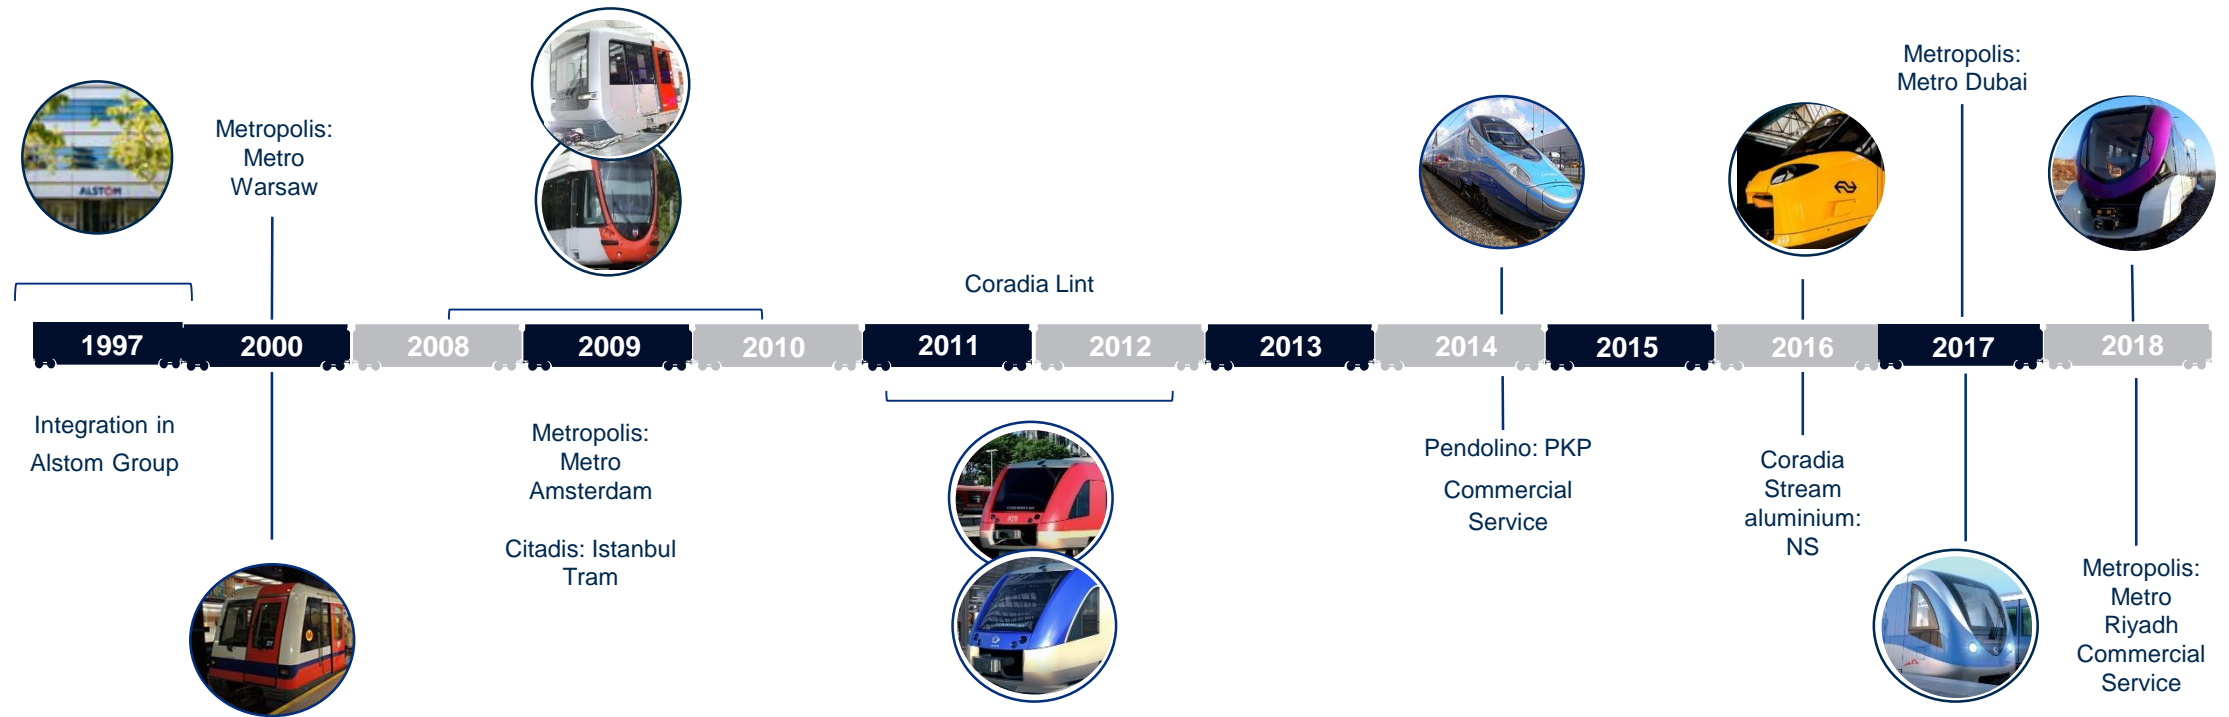 ALSTOM
Metropolis:
Metro
Warsaw
Coradia Lint
Metropolis:
Metro Dubai
1997
2000
2008
2009
2010
2011
2012
2013
2014
2015
2016
2017
2018
Integration in
Alstom Group
Metropolis:
Metro
Amsterdam
Citadis: Istanbul
Tram
Pendolino: PKP
Commercial
Service
Coradia
Stream
aluminium:
NS
Metropolis:
Metro
Riyadh
Commercial
Service